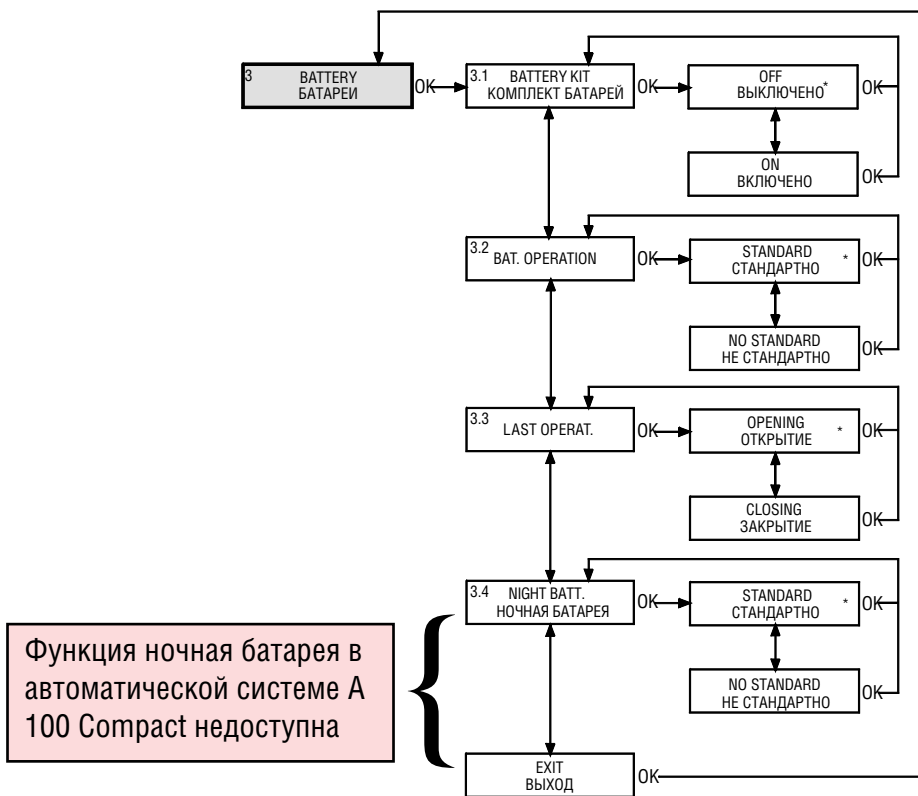 3
BATTERY
БАТАРЕИ
OK
3.1
BATTERY KIT
КОМПЛЕКТ БАТАРЕЙ
OK
OFF
ВЫКЛЮЧЕНО*
OK
ON
ВКЛЮЧЕНО
OK
3.2
BAT. OPERATION
OK
STANDARD
СТАНДАРТНО *
OK
NO STANDARD
НЕ СТАНДАРТНО
OK
3.3
LAST OPERAT.
OK
OPENING
ОТКРЫТИЕ *
OK
CLOSING
ЗАКРЫТИЕ
OK
3.4
NIGHT BATT.
НОЧНАЯ БАТАРЕЯ
OK
STANDARD
СТАНДАРТНО *
OK
NO STANDARD
НЕ СТАНДАРТНО
OK
Функция ночная батарея в
автоматической системе А
100 Compact недоступна
EXIT
ВЫХОД
OK